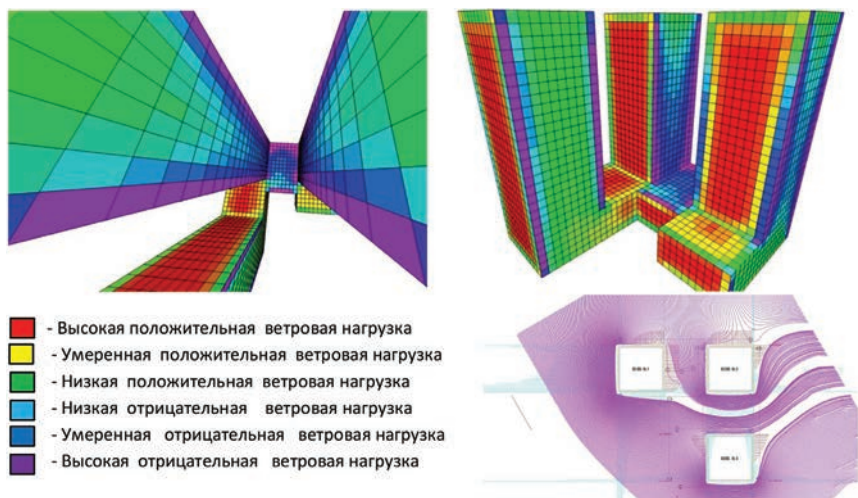 - Высокая положительная ветровая нагрузка
- Умеренная положительная ветровая нагрузка
- Низкая положительная ветровая нагрузка
- Низкая отрицательная ветровая нагрузка
- Умеренная отрицательная ветровая нагрузка
- Высокая отрицательная ветровая нагрузка